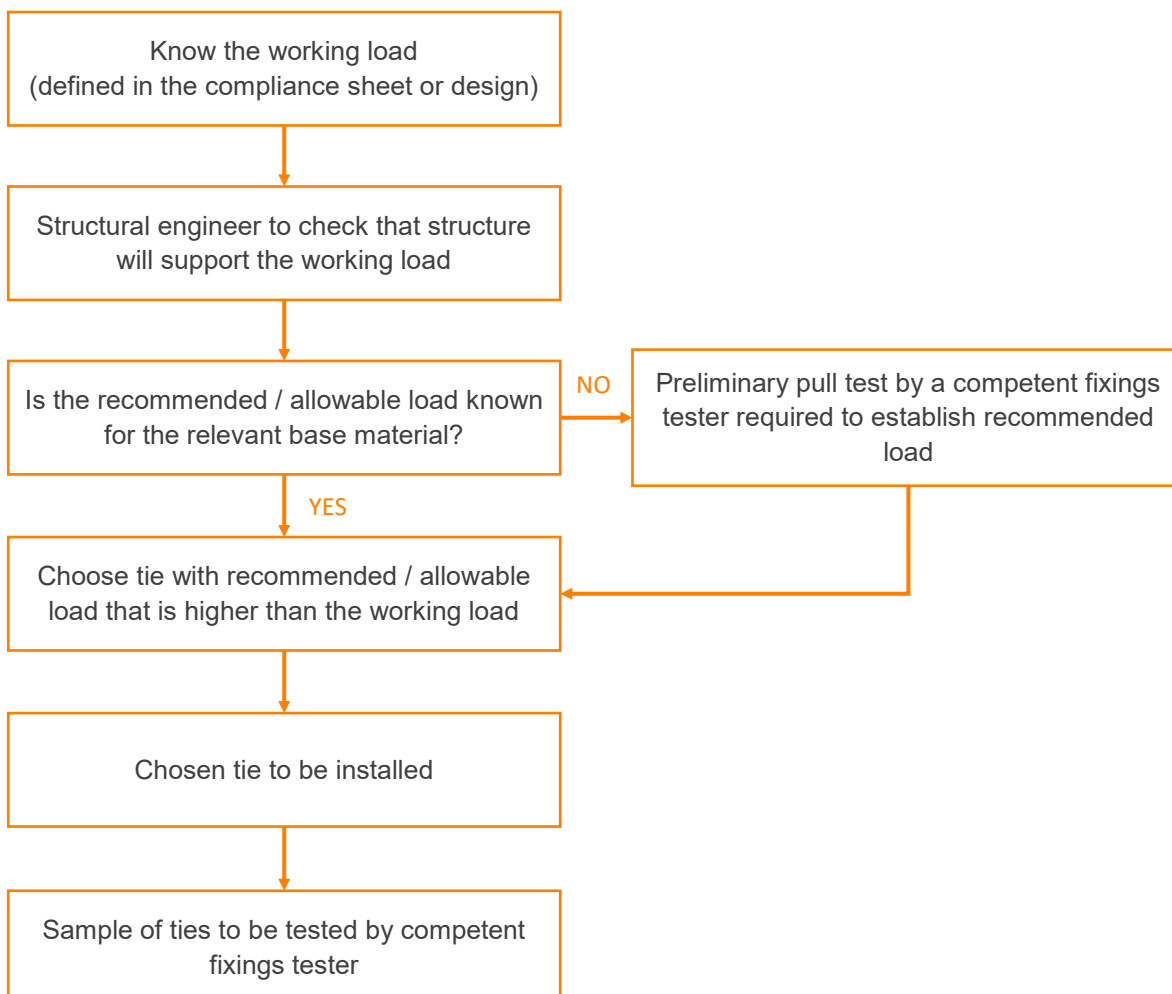 Know the working load
(defined in the compliance sheet or design)
Structural engineer to check that structure
will support the working load
Is the recommended / allowable load known
for the relevant base material?
NO
Preliminary pull test by a competent fixings
tester required to establish recommended
load
YES
Choose tie with recommended / allowable
load that is higher than the working load
Chosen tie to be installed
Sample of ties to be tested by competent
fixings tester